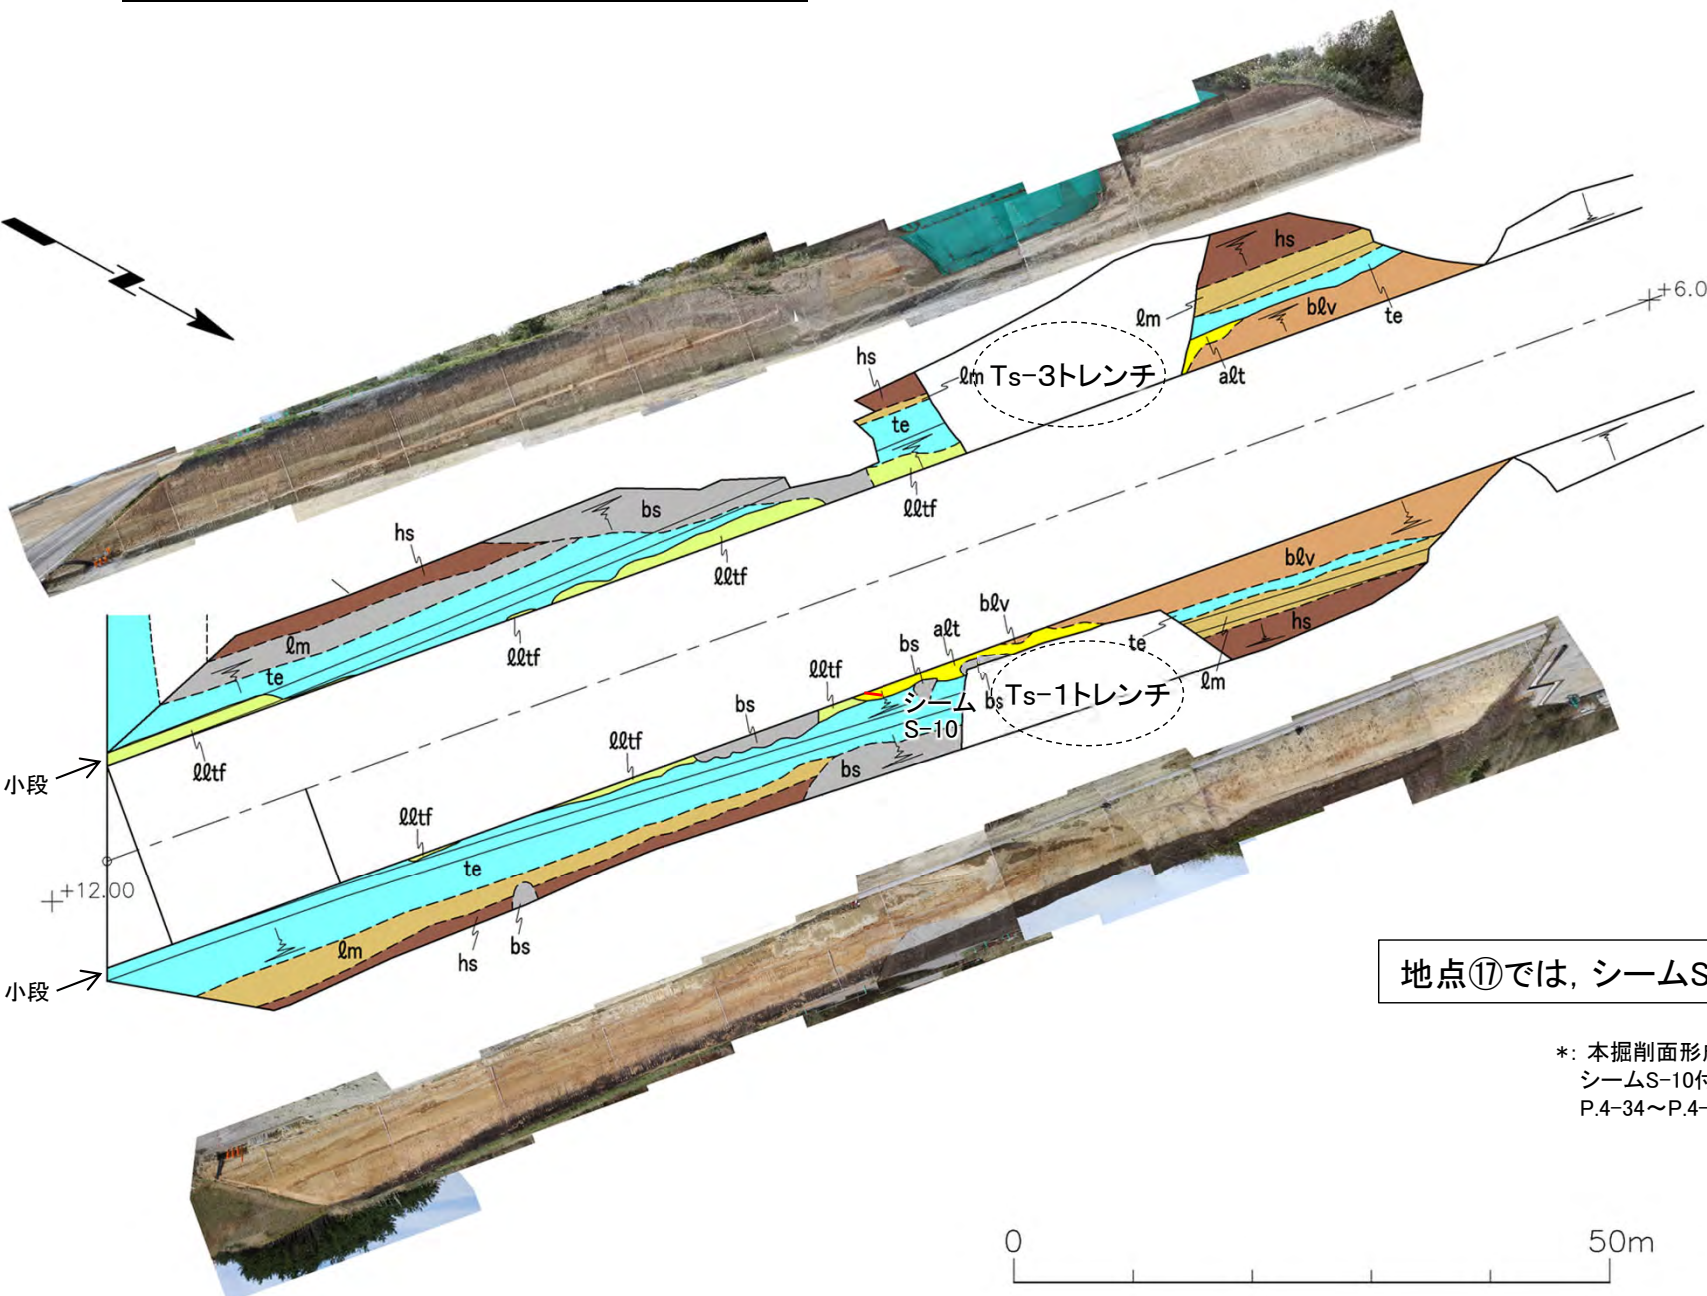 hs
lm
blv
te
alt
+6.0
hs
lm
Ts-3トレンチ
te
ℓℓtf
bs
hs
ℓm
te
ℓℓtf
ℓℓtf
ℓℓtf
小段
bℓv
hs
te
ℓm
bℓv
aℓt
bs
bs
Ts-1トレンチ
シーム
S-10
ℓℓtf
bs
ℓℓtf
bs
ℓℓtf
te
+12.00
ℓm
hs
bs
小段
地点⑰では, シームS
*: 本掘削面形
シームS-10付
P.4-34～P.4-
0
50m